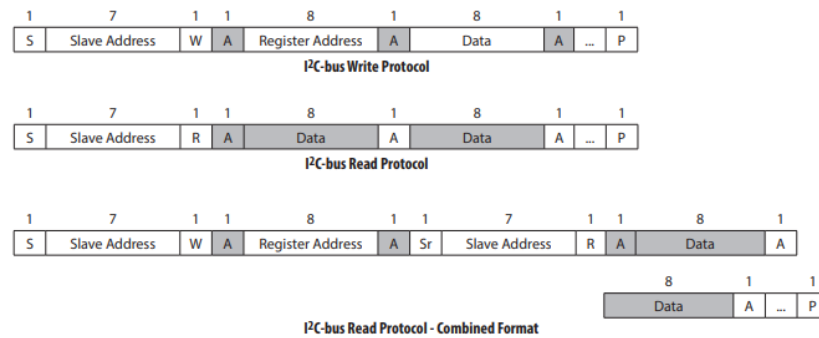 1 7 1 1 8 1 8 1 1
S Slave Address W A Register Address A Data A ... P
I²C-bus Write Protocol
1 7 1 1 8 1 8 1 1
S Slave Address R A Data A Data A ... P
I²C-bus Read Protocol
1 7 1 1 8 1 1 7 1 1 8 1
S Slave Address W A Register Address A Sr Slave Address R A Data A
8 1 1
Data A ... P
I²C-bus Read Protocol - Combined Format